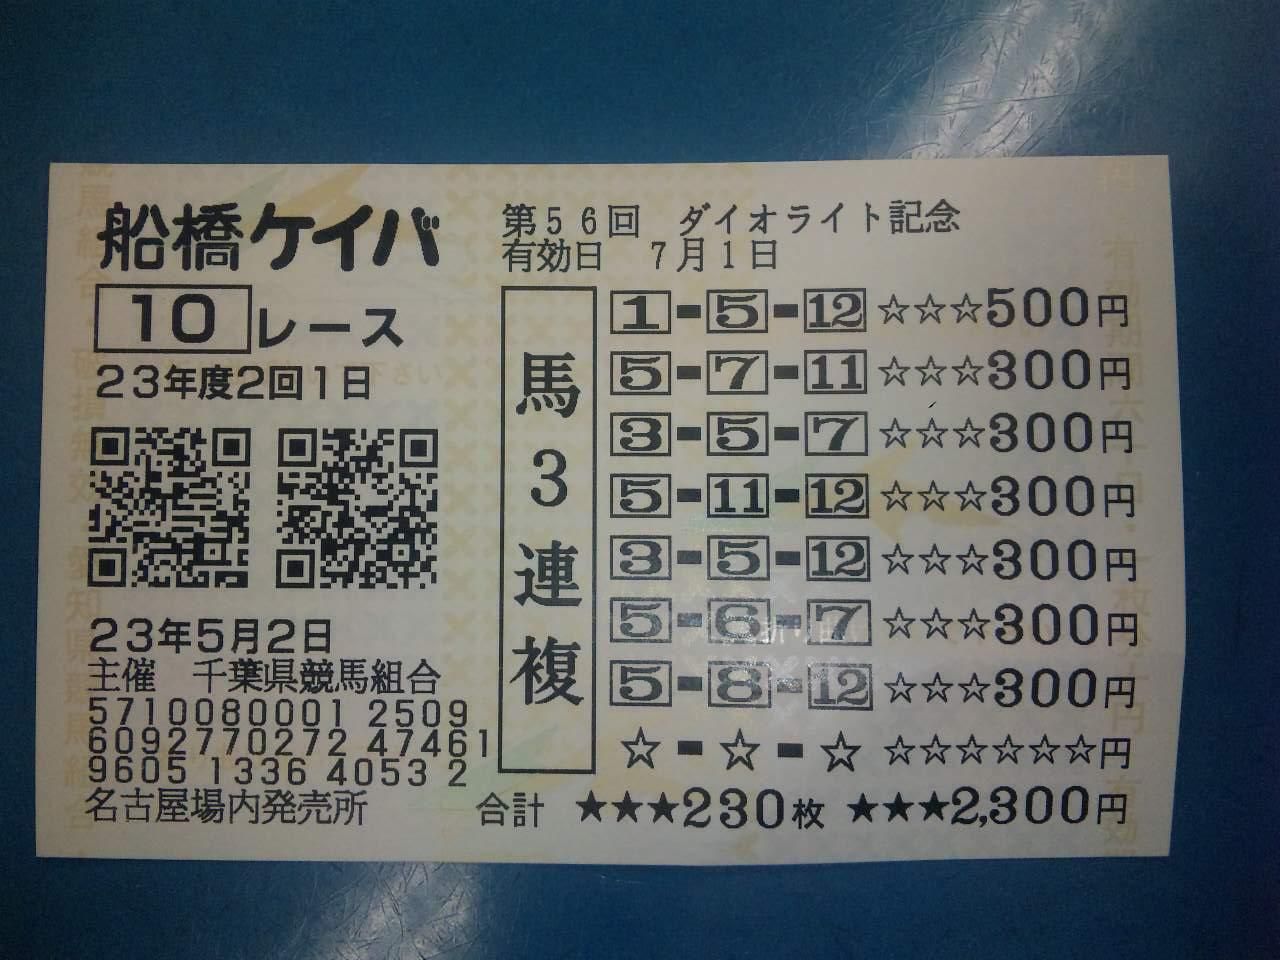 船橋ケイバ
10レース
23年度2回1日
23年5月2日
主催 千葉県競馬組合
5710080001 2509
6092770272 47461
9605 1336 4053 2
名古屋場内発売所
第56回 ダイオライト記念
有効日 7月1日
馬3連複
1-5-12 ☆☆☆500円
5-7-11 ☆☆☆300円
3-5-7 ☆☆☆300円
5-11-12 ☆☆☆300円
3-5-12 ☆☆☆300円
5-6-7 ☆☆☆300円
5-8-12 ☆☆☆300円
☆-☆-☆ ☆☆☆☆☆☆円
合計 ★★★230枚 ★★★2,300円